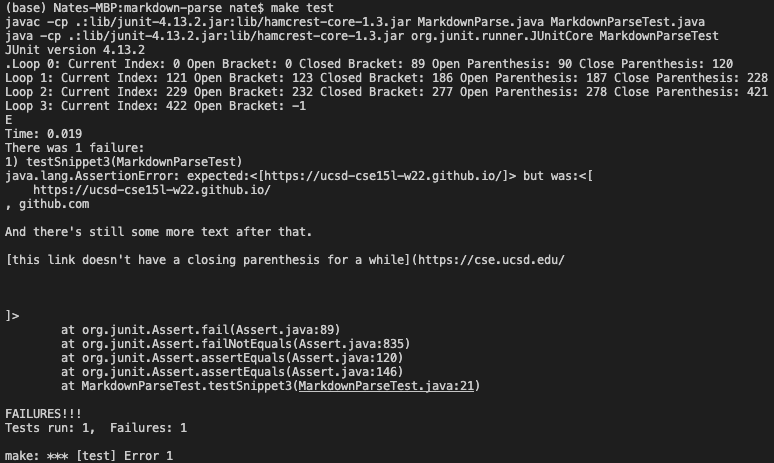 (base) Nates-MBP:markdown-parse nate$ make test
javac -cp .:lib/junit-4.13.2.jar:lib/hamcrest-core-1.3.jar MarkdownParse.java MarkdownParseTest.java
java -cp .:lib/junit-4.13.2.jar:lib/hamcrest-core-1.3.jar org.junit.runner.JUnitCore MarkdownParseTest
JUnit version 4.13.2
.Loop 0: Current Index: 0 Open Bracket: 0 Closed Bracket: 89 Open Parenthesis: 90 Close Parenthesis: 120
Loop 1: Current Index: 121 Open Bracket: 123 Closed Bracket: 186 Open Parenthesis: 187 Close Parenthesis: 228
Loop 2: Current Index: 229 Open Bracket: 232 Closed Bracket: 277 Open Parenthesis: 278 Close Parenthesis: 421
Loop 3: Current Index: 422 Open Bracket: -1
E
Time: 0.019
There was 1 failure:
1) testSnippet3(MarkdownParseTest)
java.lang.AssertionError: expected:<[https://ucsd-cse15l-w22.github.io/]> but was:<[
    https://ucsd-cse15l-w22.github.io/
, github.com
And there's still some more text after that.
[this link doesn't have a closing parenthesis for a while](https://cse.ucsd.edu/
]>
        at org.junit.Assert.fail(Assert.java:89)
        at org.junit.Assert.failNotEquals(Assert.java:835)
        at org.junit.Assert.assertEquals(Assert.java:120)
        at org.junit.Assert.assertEquals(Assert.java:146)
        at MarkdownParseTest.testSnippet3(MarkdownParseTest.java:21)
FAILURES!!!
Tests run: 1,  Failures: 1
make: *** [test] Error 1